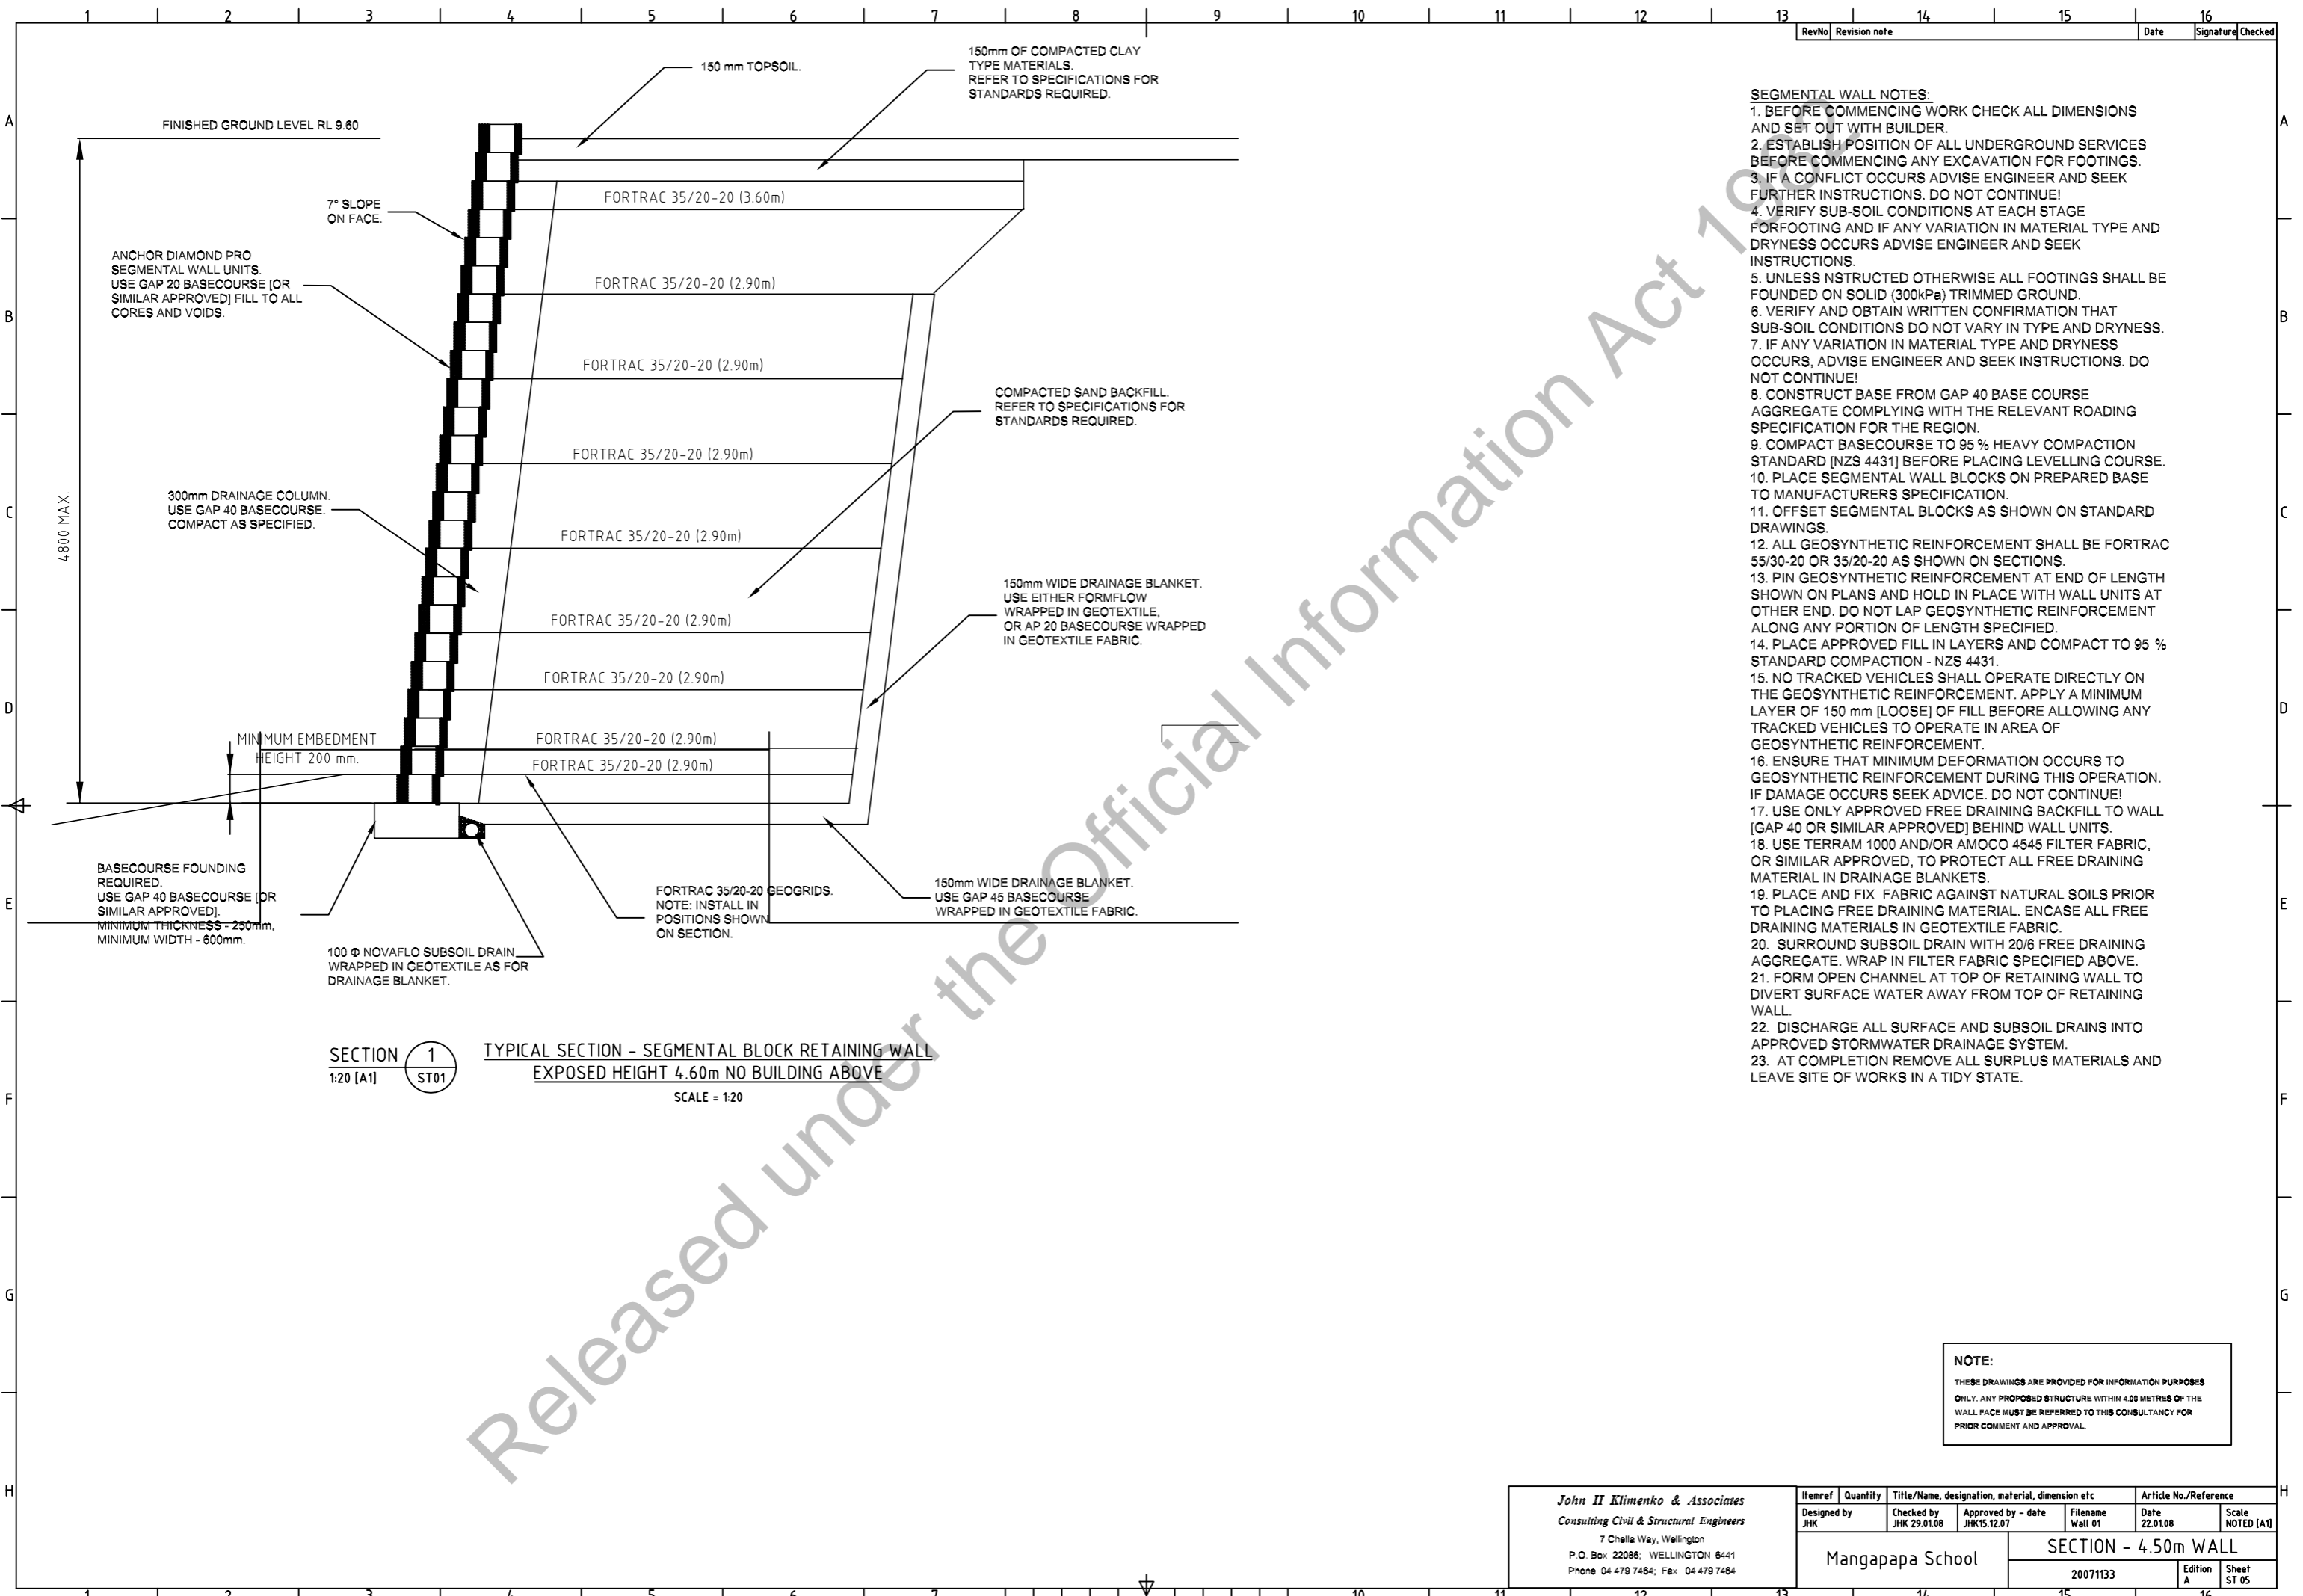 1 2 3 4 5 6 7 8 9 10 11 12 13 14 15 16
RevNo Revision note Date Signature Checked
A A
B B
C C
D D
E E
F F
G G
H H
150 mm TOPSOIL.
150mm OF COMPACTED CLAY
TYPE MATERIALS.
REFER TO SPECIFICATIONS FOR
STANDARDS REQUIRED.
FINISHED GROUND LEVEL RL 9.60
7° SLOPE
ON FACE.
ANCHOR DIAMOND PRO
SEGMENTAL WALL UNITS.
USE GAP 20 BASECOURSE [OR
SIMILAR APPROVED] FILL TO ALL
CORES AND VOIDS.
FORTRAC 35/20-20 (3.60m)
FORTRAC 35/20-20 (2.90m)
FORTRAC 35/20-20 (2.90m)
FORTRAC 35/20-20 (2.90m)
FORTRAC 35/20-20 (2.90m)
FORTRAC 35/20-20 (2.90m)
FORTRAC 35/20-20 (2.90m)
FORTRAC 35/20-20 (2.90m)
FORTRAC 35/20-20 (2.90m)
COMPACTED SAND BACKFILL.
REFER TO SPECIFICATIONS FOR
STANDARDS REQUIRED.
300mm DRAINAGE COLUMN.
USE GAP 40 BASECOURSE.
COMPACT AS SPECIFIED.
4800 MAX.
150mm WIDE DRAINAGE BLANKET.
USE EITHER FORMFLOW
WRAPPED IN GEOTEXTILE,
OR AP 20 BASECOURSE WRAPPED
IN GEOTEXTILE FABRIC.
MINIMUM EMBEDMENT
HEIGHT 200 mm.
BASECOURSE FOUNDING
REQUIRED.
USE GAP 40 BASECOURSE [OR
SIMILAR APPROVED].
MINIMUM THICKNESS - 250mm,
MINIMUM WIDTH - 600mm.
100 Φ NOVAFLO SUBSOIL DRAIN
WRAPPED IN GEOTEXTILE AS FOR
DRAINAGE BLANKET.
FORTRAC 35/20-20 GEOGRIDS.
NOTE: INSTALL IN
POSITIONS SHOWN
ON SECTION.
150mm WIDE DRAINAGE BLANKET.
USE GAP 45 BASECOURSE
WRAPPED IN GEOTEXTILE FABRIC.
SECTION 1
1:20 [A1] ST01
TYPICAL SECTION - SEGMENTAL BLOCK RETAINING WALL
EXPOSED HEIGHT 4.60m NO BUILDING ABOVE
SCALE = 1:20
Released under the Official Information Act 1982
SEGMENTAL WALL NOTES:
1. BEFORE COMMENCING WORK CHECK ALL DIMENSIONS
AND SET OUT WITH BUILDER.
2. ESTABLISH POSITION OF ALL UNDERGROUND SERVICES
BEFORE COMMENCING ANY EXCAVATION FOR FOOTINGS.
3. IF A CONFLICT OCCURS ADVISE ENGINEER AND SEEK
FURTHER INSTRUCTIONS. DO NOT CONTINUE!
4. VERIFY SUB-SOIL CONDITIONS AT EACH STAGE
FORFOOTING AND IF ANY VARIATION IN MATERIAL TYPE AND
DRYNESS OCCURS ADVISE ENGINEER AND SEEK
INSTRUCTIONS.
5. UNLESS NSTRUCTED OTHERWISE ALL FOOTINGS SHALL BE
FOUNDED ON SOLID (300kPa) TRIMMED GROUND.
6. VERIFY AND OBTAIN WRITTEN CONFIRMATION THAT
SUB-SOIL CONDITIONS DO NOT VARY IN TYPE AND DRYNESS.
7. IF ANY VARIATION IN MATERIAL TYPE AND DRYNESS
OCCURS, ADVISE ENGINEER AND SEEK INSTRUCTIONS. DO
NOT CONTINUE!
8. CONSTRUCT BASE FROM GAP 40 BASE COURSE
AGGREGATE COMPLYING WITH THE RELEVANT ROADING
SPECIFICATION FOR THE REGION.
9. COMPACT BASECOURSE TO 95 % HEAVY COMPACTION
STANDARD [NZS 4431] BEFORE PLACING LEVELLING COURSE.
10. PLACE SEGMENTAL WALL BLOCKS ON PREPARED BASE
TO MANUFACTURERS SPECIFICATION.
11. OFFSET SEGMENTAL BLOCKS AS SHOWN ON STANDARD
DRAWINGS.
12. ALL GEOSYNTHETIC REINFORCEMENT SHALL BE FORTRAC
55/30-20 OR 35/20-20 AS SHOWN ON SECTIONS.
13. PIN GEOSYNTHETIC REINFORCEMENT AT END OF LENGTH
SHOWN ON PLANS AND HOLD IN PLACE WITH WALL UNITS AT
OTHER END. DO NOT LAP GEOSYNTHETIC REINFORCEMENT
ALONG ANY PORTION OF LENGTH SPECIFIED.
14. PLACE APPROVED FILL IN LAYERS AND COMPACT TO 95 %
STANDARD COMPACTION - NZS 4431.
15. NO TRACKED VEHICLES SHALL OPERATE DIRECTLY ON
THE GEOSYNTHETIC REINFORCEMENT. APPLY A MINIMUM
LAYER OF 150 mm [LOOSE] OF FILL BEFORE ALLOWING ANY
TRACKED VEHICLES TO OPERATE IN AREA OF
GEOSYNTHETIC REINFORCEMENT.
16. ENSURE THAT MINIMUM DEFORMATION OCCURS TO
GEOSYNTHETIC REINFORCEMENT DURING THIS OPERATION.
IF DAMAGE OCCURS SEEK ADVICE. DO NOT CONTINUE!
17. USE ONLY APPROVED FREE DRAINING BACKFILL TO WALL
[GAP 40 OR SIMILAR APPROVED] BEHIND WALL UNITS.
18. USE TERRAM 1000 AND/OR AMOCO 4545 FILTER FABRIC,
OR SIMILAR APPROVED, TO PROTECT ALL FREE DRAINING
MATERIAL IN DRAINAGE BLANKETS.
19. PLACE AND FIX FABRIC AGAINST NATURAL SOILS PRIOR
TO PLACING FREE DRAINING MATERIAL. ENCASE ALL FREE
DRAINING MATERIALS IN GEOTEXTILE FABRIC.
20. SURROUND SUBSOIL DRAIN WITH 20/6 FREE DRAINING
AGGREGATE. WRAP IN FILTER FABRIC SPECIFIED ABOVE.
21. FORM OPEN CHANNEL AT TOP OF RETAINING WALL TO
DIVERT SURFACE WATER AWAY FROM TOP OF RETAINING
WALL.
22. DISCHARGE ALL SURFACE AND SUBSOIL DRAINS INTO
APPROVED STORMWATER DRAINAGE SYSTEM.
23. AT COMPLETION REMOVE ALL SURPLUS MATERIALS AND
LEAVE SITE OF WORKS IN A TIDY STATE.
NOTE:
THESE DRAWINGS ARE PROVIDED FOR INFORMATION PURPOSES
ONLY. ANY PROPOSED STRUCTURE WITHIN 4.00 METRES OF THE
WALL FACE MUST BE REFERRED TO THIS CONSULTANCY FOR
PRIOR COMMENT AND APPROVAL.
John H Klimenko & Associates
Consulting Civil & Structural Engineers
7 Chella Way, Wellington
P.O. Box 22086; WELLINGTON 6441
Phone 04 479 7464; Fax 04 479 7464
Itemref Quantity Title/Name, designation, material, dimension etc Article No./Reference
Designed by Checked by Approved by - date Filename Date Scale
JHK JHK 29.01.08 JHK15.12.07 Wall 01 22.01.08 NOTED [A1]
Mangapapa School
SECTION - 4.50m WALL
20071133
Edition Sheet
A ST 05
1 2 3 4 5 6 7 8 9 10 11 12 13 14 15 16